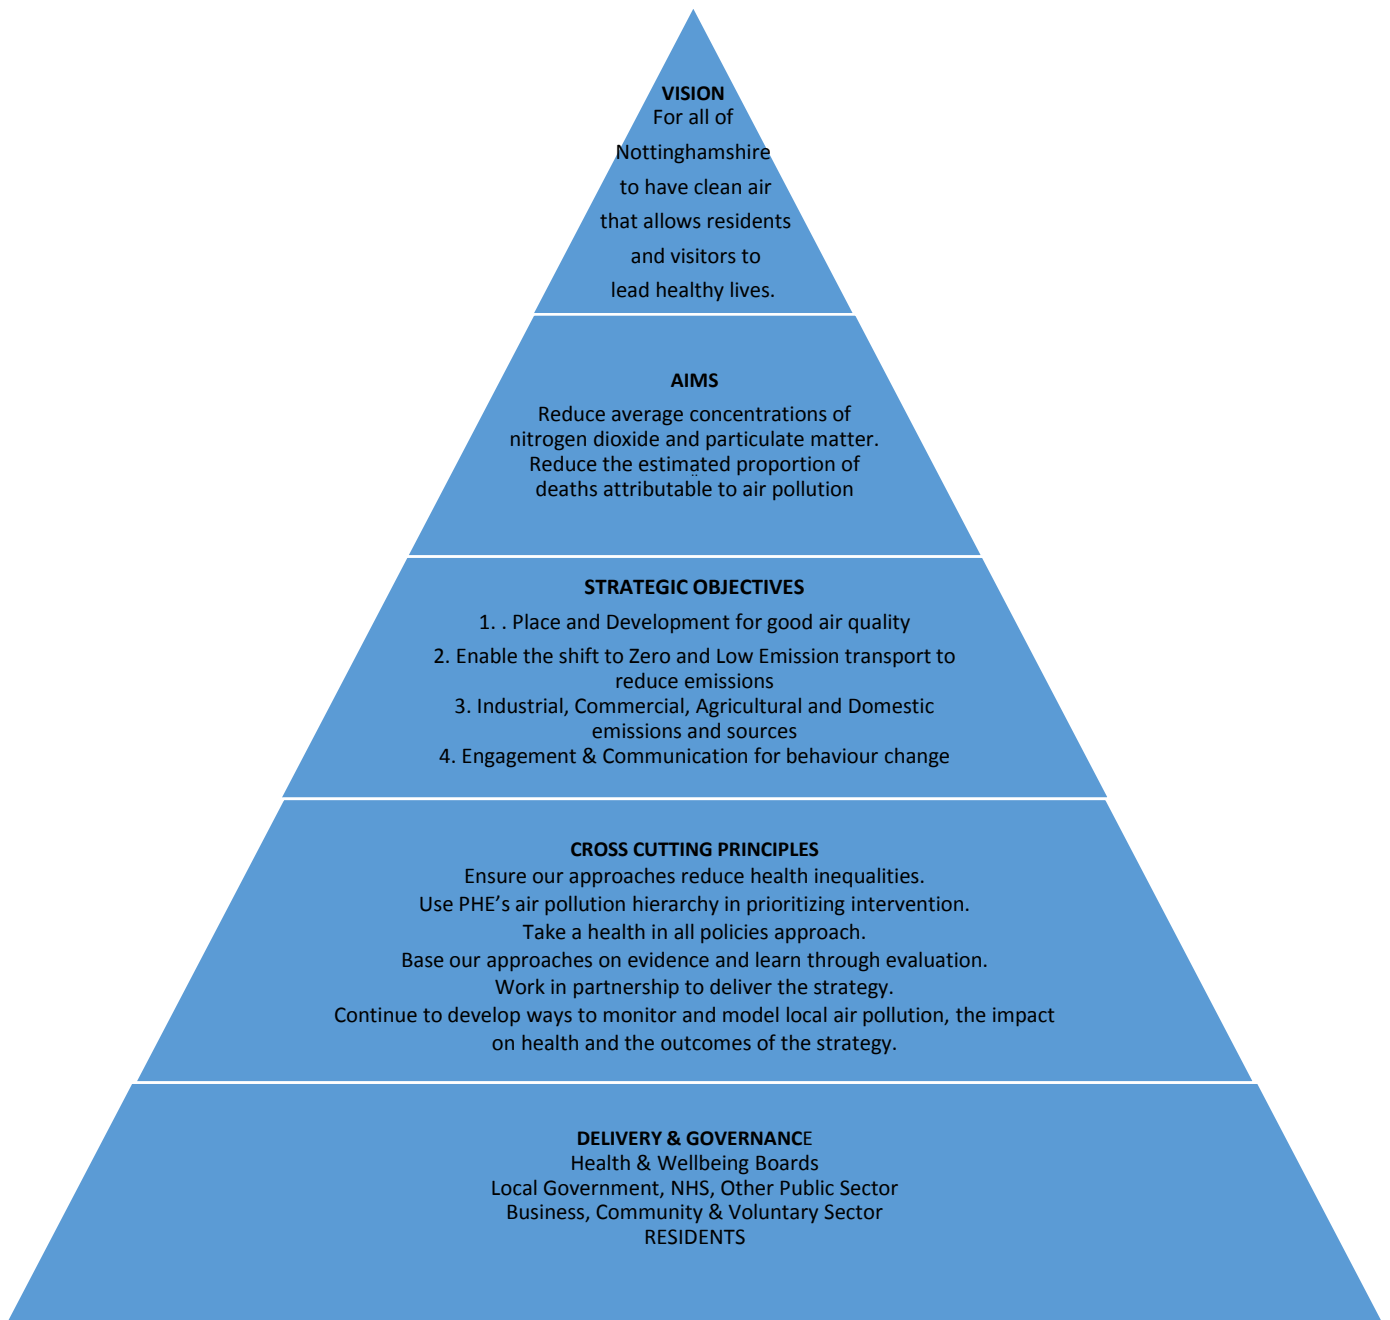 VISION
For all of
Nottinghamshire
to have clean air
that allows residents
and visitors to
lead healthy lives.
AIMS
Reduce average concentrations of
nitrogen dioxide and particulate matter.
Reduce the estimated proportion of
deaths attributable to air pollution
STRATEGIC OBJECTIVES
1. . Place and Development for good air quality
2. Enable the shift to Zero and Low Emission transport to
reduce emissions
3. Industrial, Commercial, Agricultural and Domestic
emissions and sources
4. Engagement & Communication for behaviour change
CROSS CUTTING PRINCIPLES
Ensure our approaches reduce health inequalities.
Use PHE’s air pollution hierarchy in prioritizing intervention.
Take a health in all policies approach.
Base our approaches on evidence and learn through evaluation.
Work in partnership to deliver the strategy.
Continue to develop ways to monitor and model local air pollution, the impact
on health and the outcomes of the strategy.
DELIVERY & GOVERNANCE
Health & Wellbeing Boards
Local Government, NHS, Other Public Sector
Business, Community & Voluntary Sector
RESIDENTS